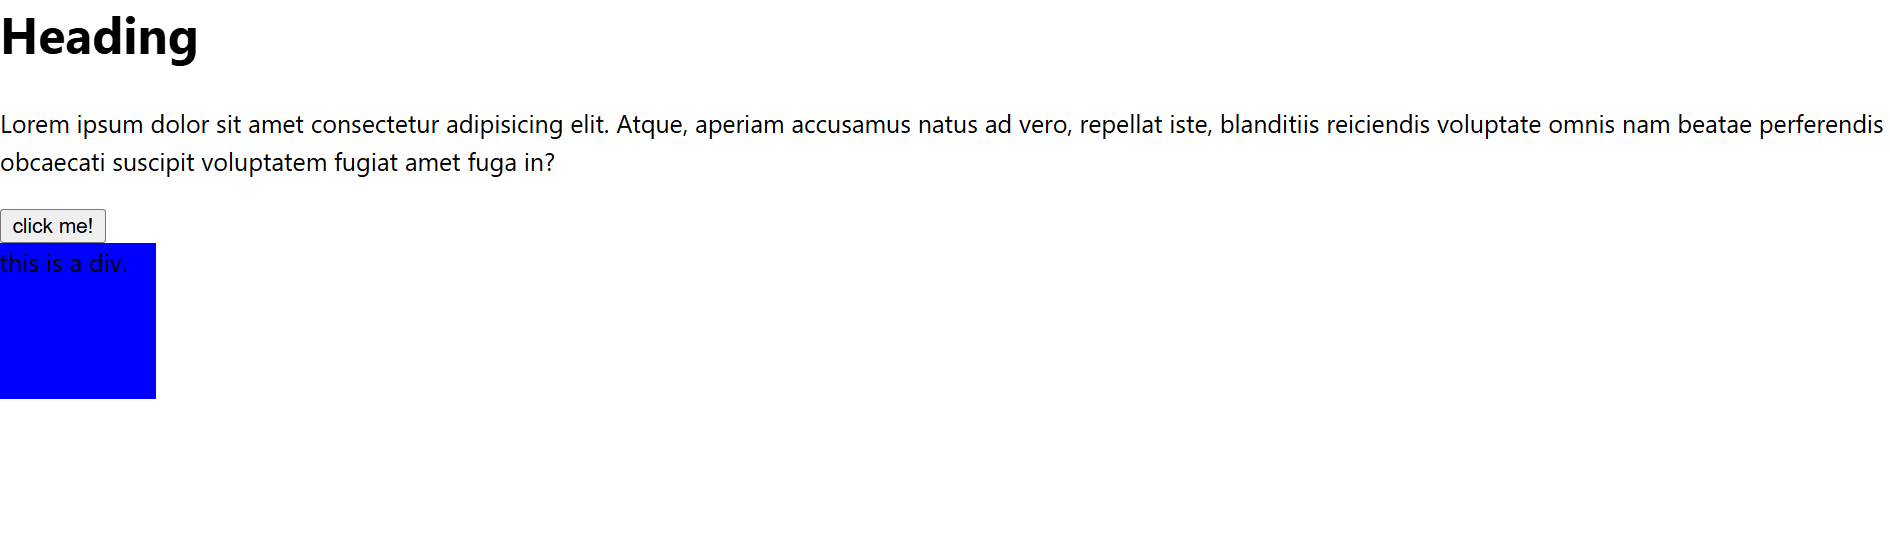 Heading
Lorem ipsum dolor sit amet consectetur adipisicing elit. Atque, aperiam accusamus natus ad vero, repellat iste, blanditiis reiciendis voluptate omnis nam beatae perferendis
obcaecati suscipit voluptatem fugiat amet fuga in?
click me!
this is a div.